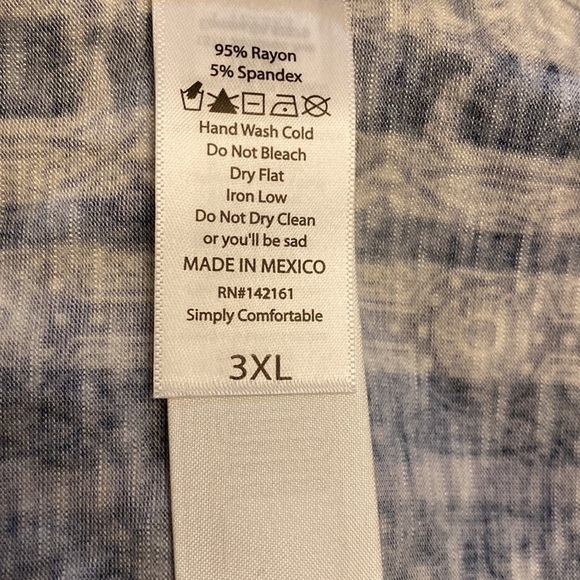 95% Rayon
5% Spandex
Hand Wash Cold
Do Not Bleach
Dry Flat
Iron Low
Do Not Dry Clean
or you'll be sad
MADE IN MEXICO
RN#142161
Simply Comfortable
3XL